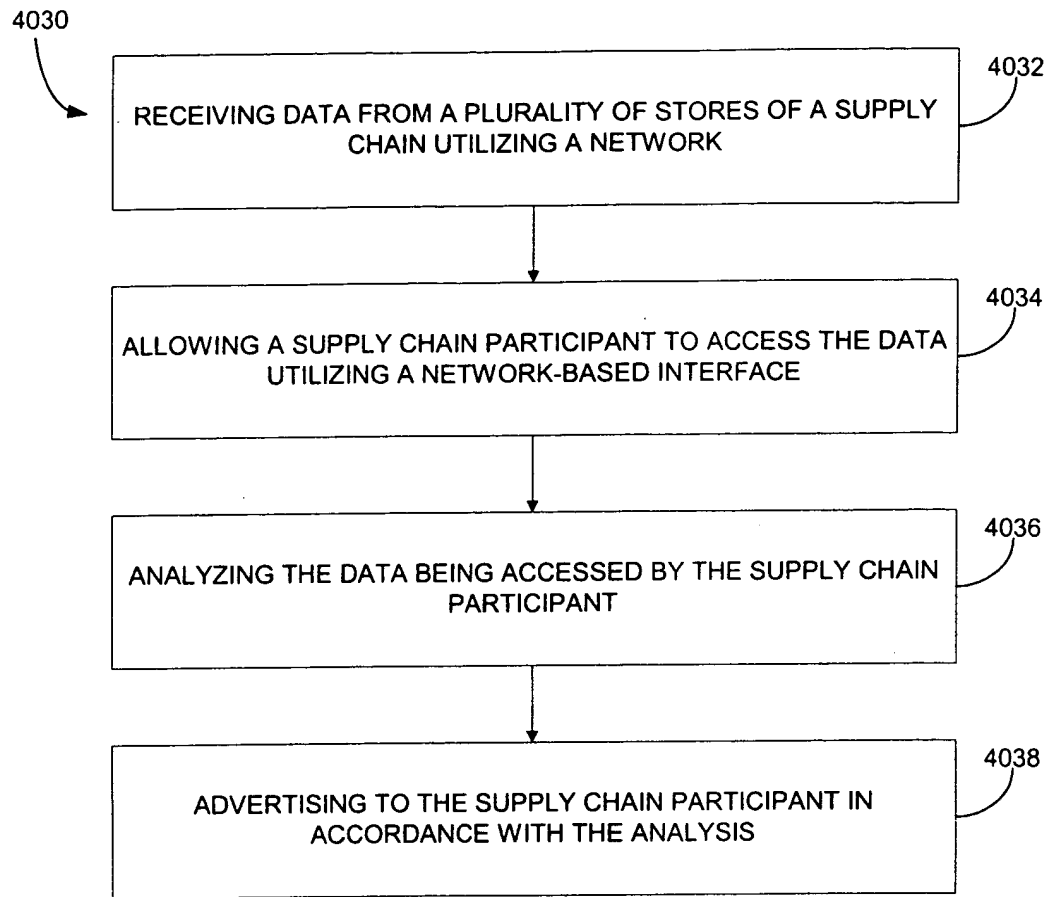 4030
4032
RECEIVING DATA FROM A PLURALITY OF STORES OF A SUPPLY
CHAIN UTILIZING A NETWORK
4034
ALLOWING A SUPPLY CHAIN PARTICIPANT TO ACCESS THE DATA
UTILIZING A NETWORK-BASED INTERFACE
4036
ANALYZING THE DATA BEING ACCESSED BY THE SUPPLY CHAIN
PARTICIPANT
4038
ADVERTISING TO THE SUPPLY CHAIN PARTICIPANT IN
ACCORDANCE WITH THE ANALYSIS